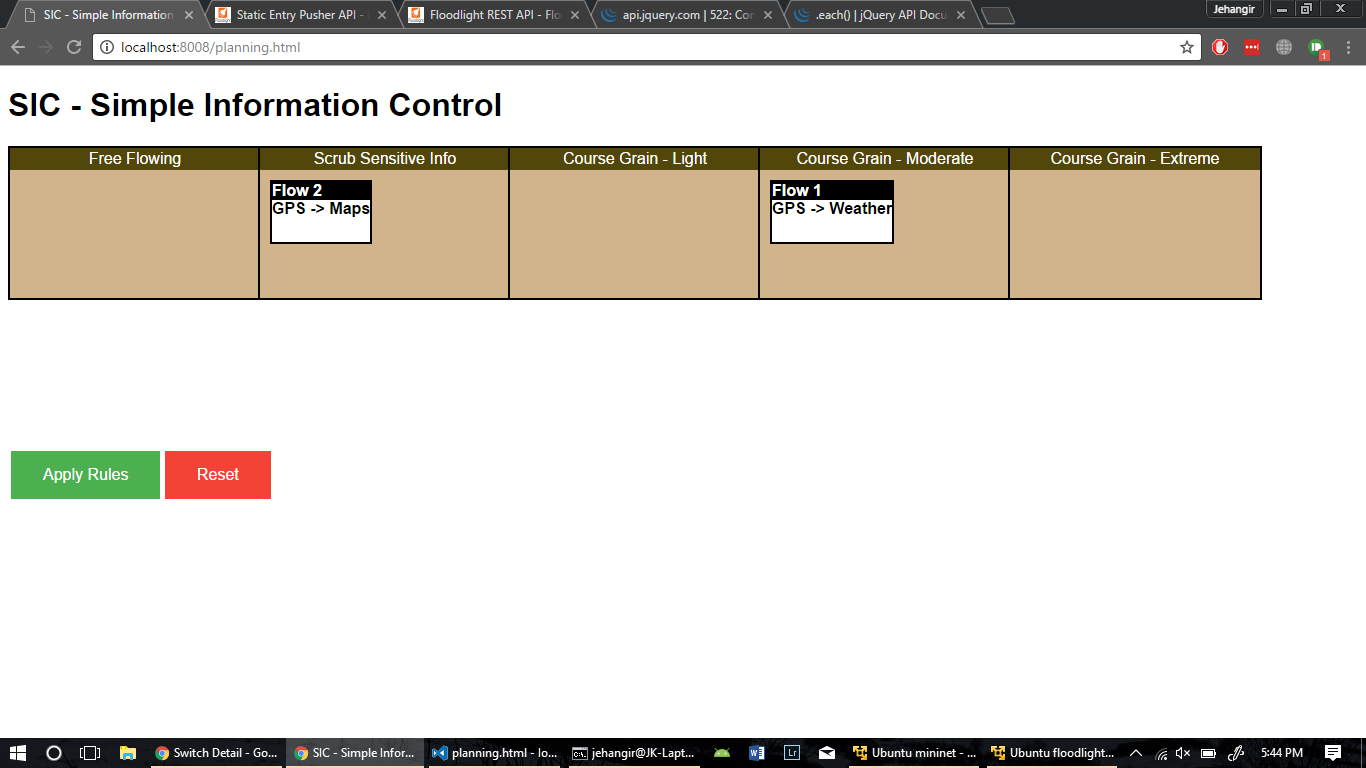 SIC - Simple Information
Static Entry Pusher API -
Floodlight REST API - Flo
api.jquery.com | 522: Con
.each() | jQuery API Docu
Jehangir
localhost:8008/planning.html
1
SIC - Simple Information Control
Free Flowing
Scrub Sensitive Info
Course Grain - Light
Course Grain - Moderate
Course Grain - Extreme
Flow 2
GPS -> Maps
Flow 1
GPS -> Weather
Apply Rules
Reset
Switch Detail - Go...
SIC - Simple Infor...
planning.html - lo...
C:\
jehangir@JK-Lapt...
W
Lr
Ubuntu mininet - ...
Ubuntu floodlight...
5:44 PM